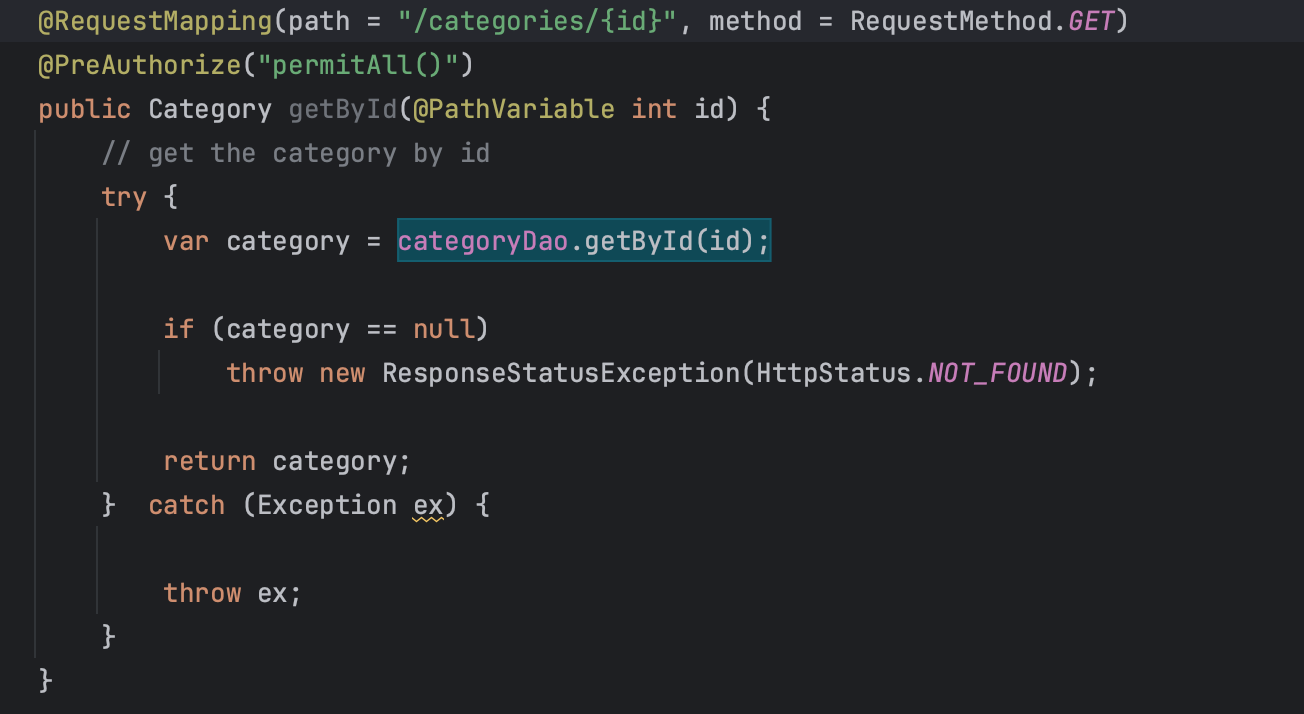 @RequestMapping(path = "/categories/{id}", method = RequestMethod.GET)
@PreAuthorize("permitAll()")
public Category getById(@PathVariable int id) {
    // get the category by id
    try {
        var category = categoryDao.getById(id);
        if (category == null)
            throw new ResponseStatusException(HttpStatus.NOT_FOUND);
        return category;
    }  catch (Exception ex) {
        throw ex;
    }
}